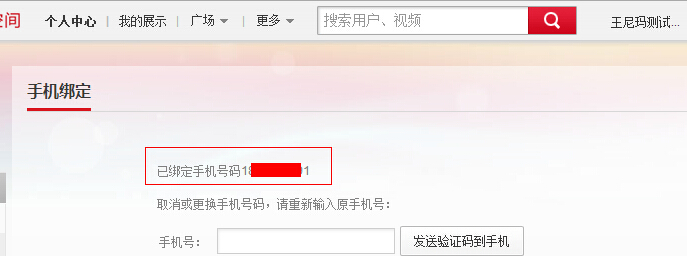 空间 个人中心 我的展示 广场 更多 搜索用户、视频 王尼玛测试...
手机绑定
已绑定手机号码18 1
取消或更换手机号码，请重新输入原手机号：
手机号： 发送验证码到手机